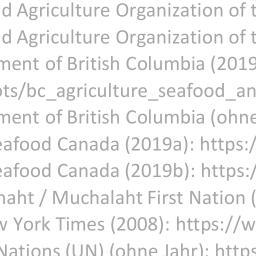 d Agriculture Organization of t
d Agriculture Organization of t
ment of British Columbia (2019
ots/bc_agriculture_seafood_an
ment of British Columbia (ohne
eafood Canada (2019a): https:/
eafood Canada (2019b): https:/
haht / Muchalaht First Nation (
w York Times (2008): https://w
Nations (UN) (ohne Jahr): https